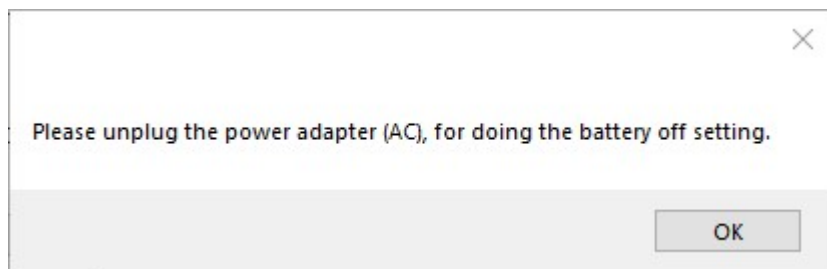 Please unplug the power adapter (AC), for doing the battery off setting.
OK